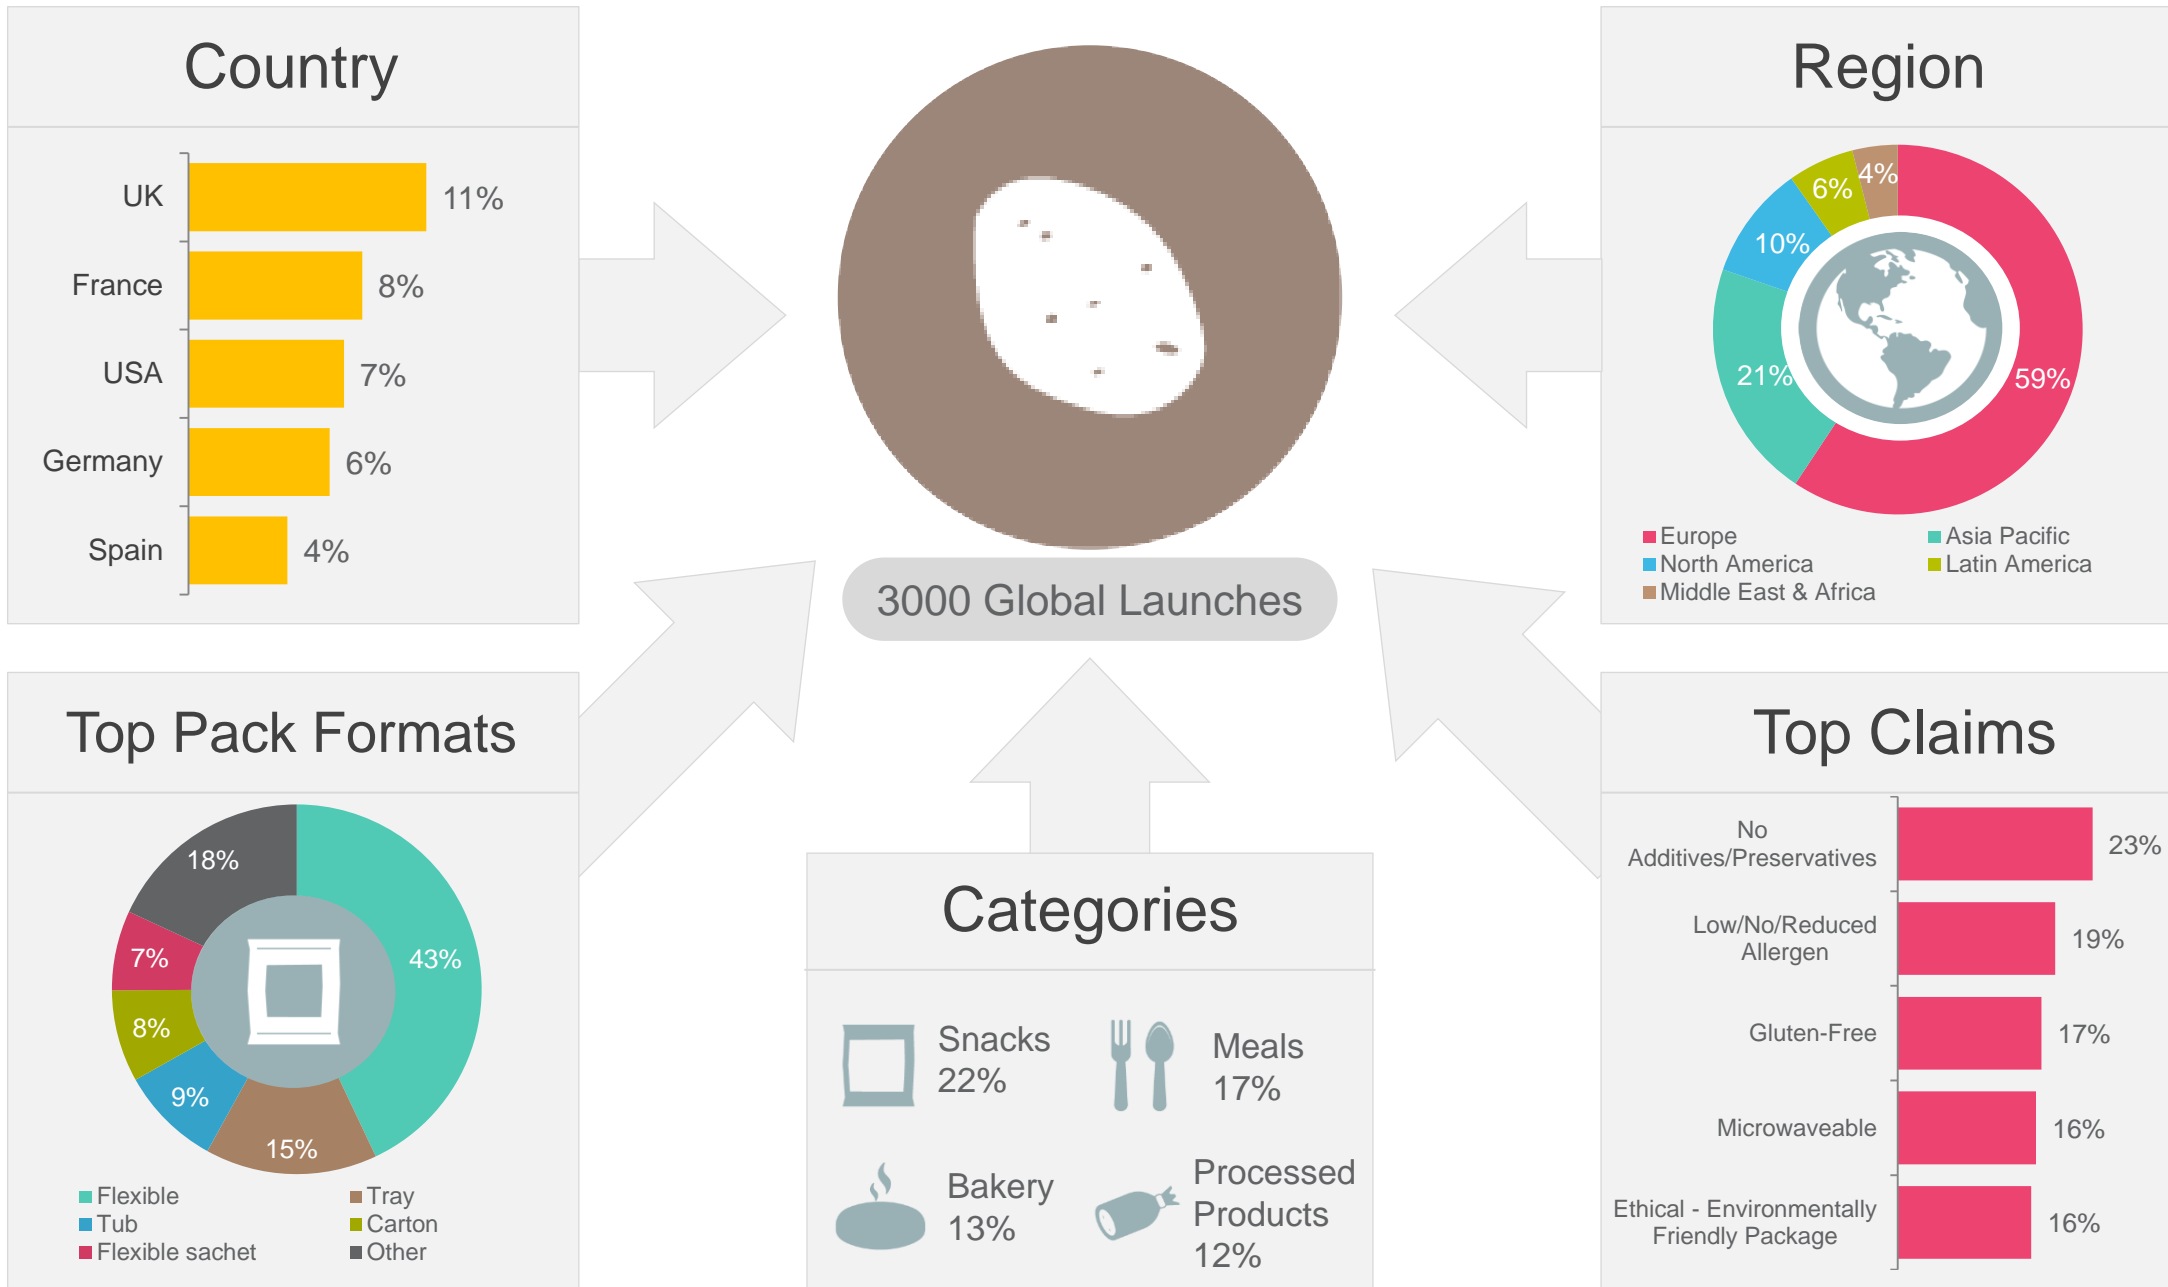 Country
UK
11%
France
8%
USA
7%
Germany
6%
Spain
4%
3000 Global Launches
Region
4%
6%
10%
21%
59%
Europe
Asia Pacific
North America
Latin America
Middle East & Africa
Top Pack Formats
18%
7%
43%
8%
9%
15%
Flexible
Tray
Tub
Carton
Flexible sachet
Other
Categories
Snacks
22%
Meals
17%
Bakery
13%
Processed
Products
12%
Top Claims
No
Additives/Preservatives
23%
Low/No/Reduced
Allergen
19%
Gluten-Free
17%
Microwaveable
16%
Ethical - Environmentally
Friendly Package
16%